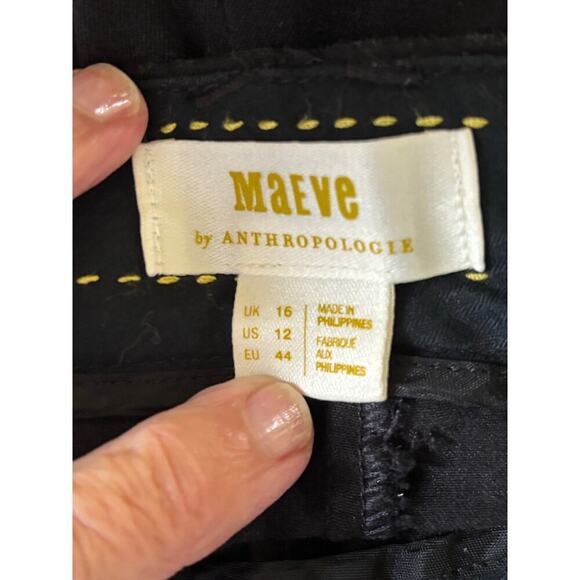 Maeve
by ANTHROPOLOGIE
UK 16
US 12
EU 44
MADE IN
PHILIPPINES
FABRIQUÉ
AUX
PHILIPPINES